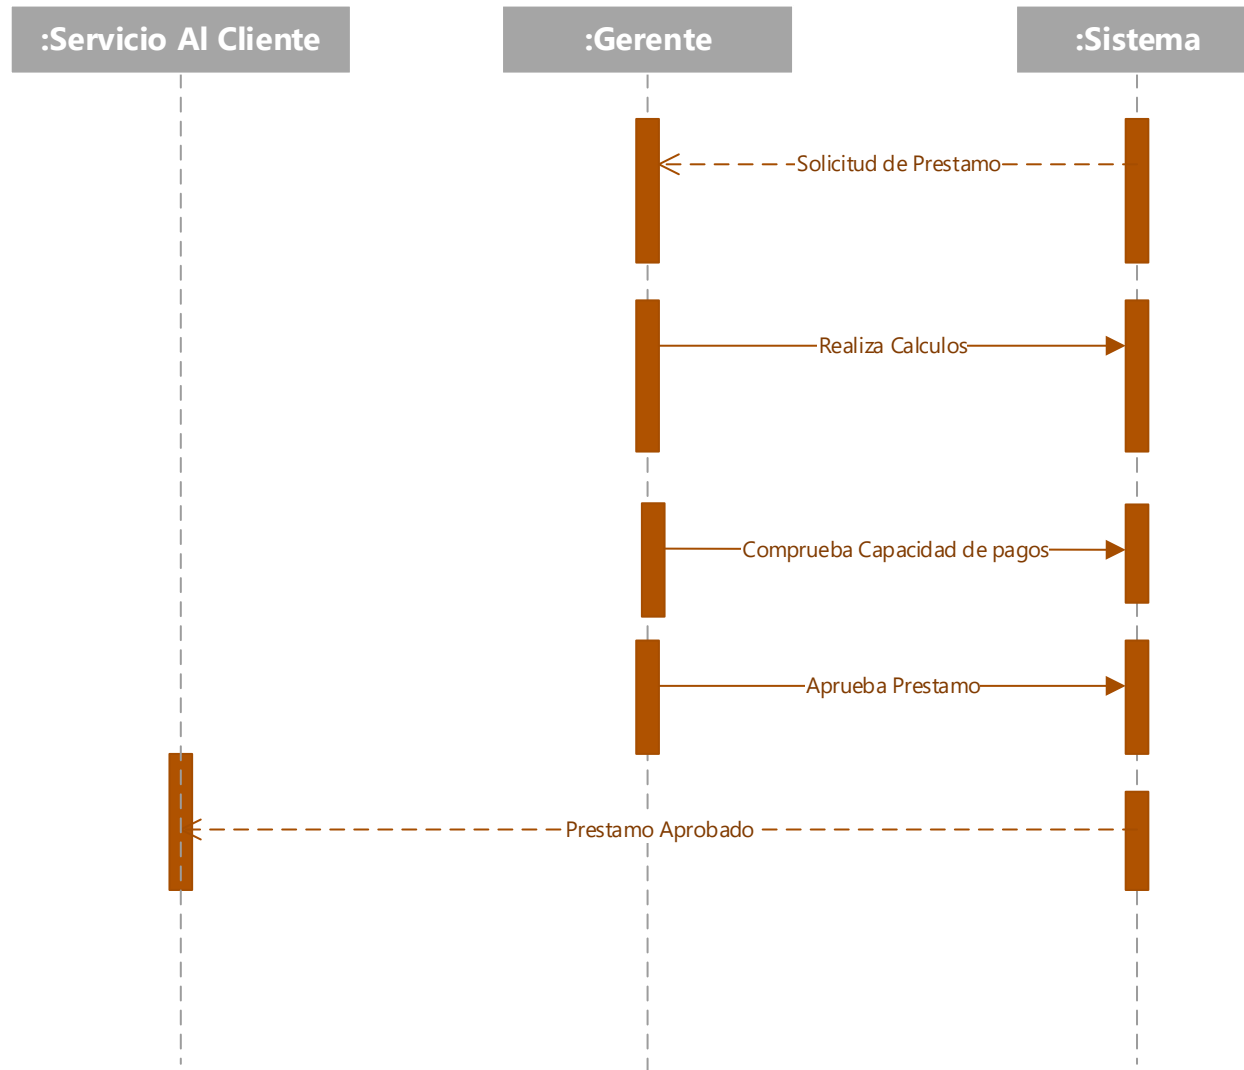 :Servicio Al Cliente
:Gerente
:Sistema
Solicitud de Prestamo
Realiza Calculos
Comprueba Capacidad de pagos
Aprueba Prestamo
Prestamo Aprobado